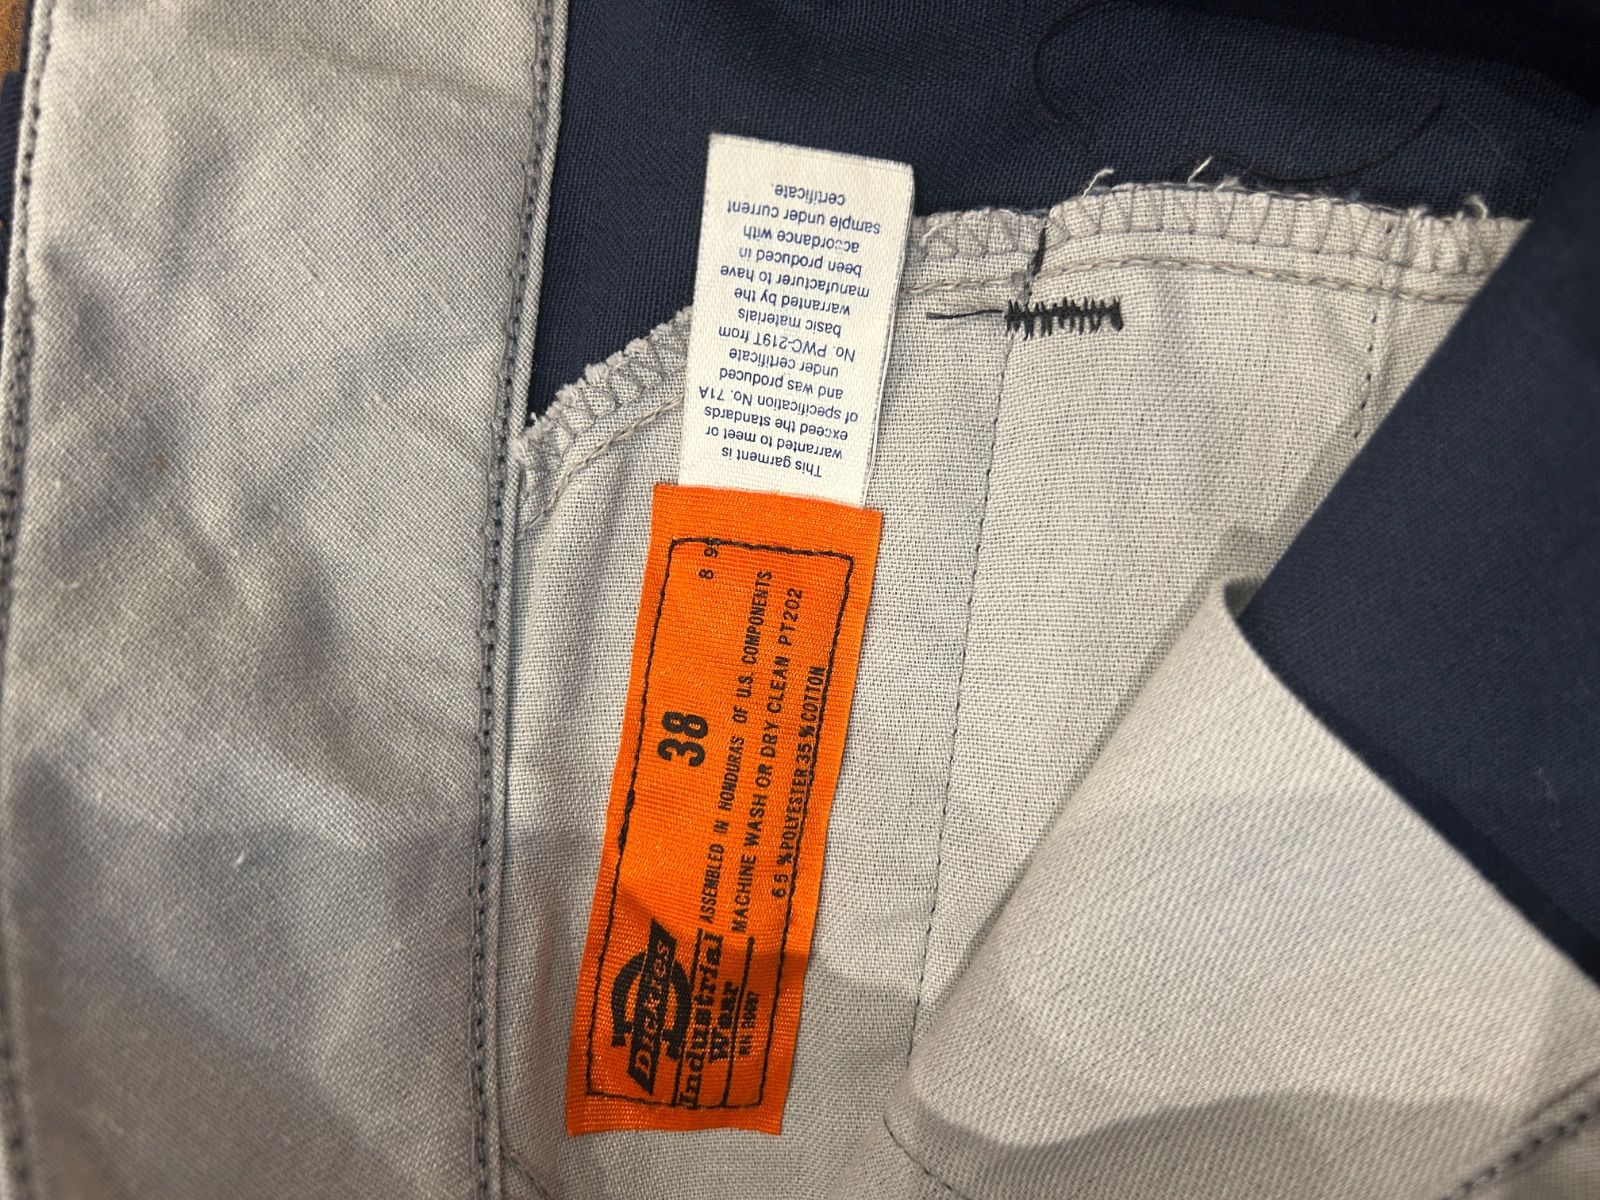 This garment is
warranted to meet or
exceed the standards
of specification No. 71A
and was produced
under certificate
No. PWC-219T from
basic materials
warranted by the
manufacturer to have
been produced in
accordance with
sample under current
certificate.
8 99
38
DICKIES
Industrial
Wear
ASSEMBLED IN HONDURAS OF U.S. COMPONENTS
MACHINE WASH OR DRY CLEAN PT202
65 % POLYESTER 35 % COTTON